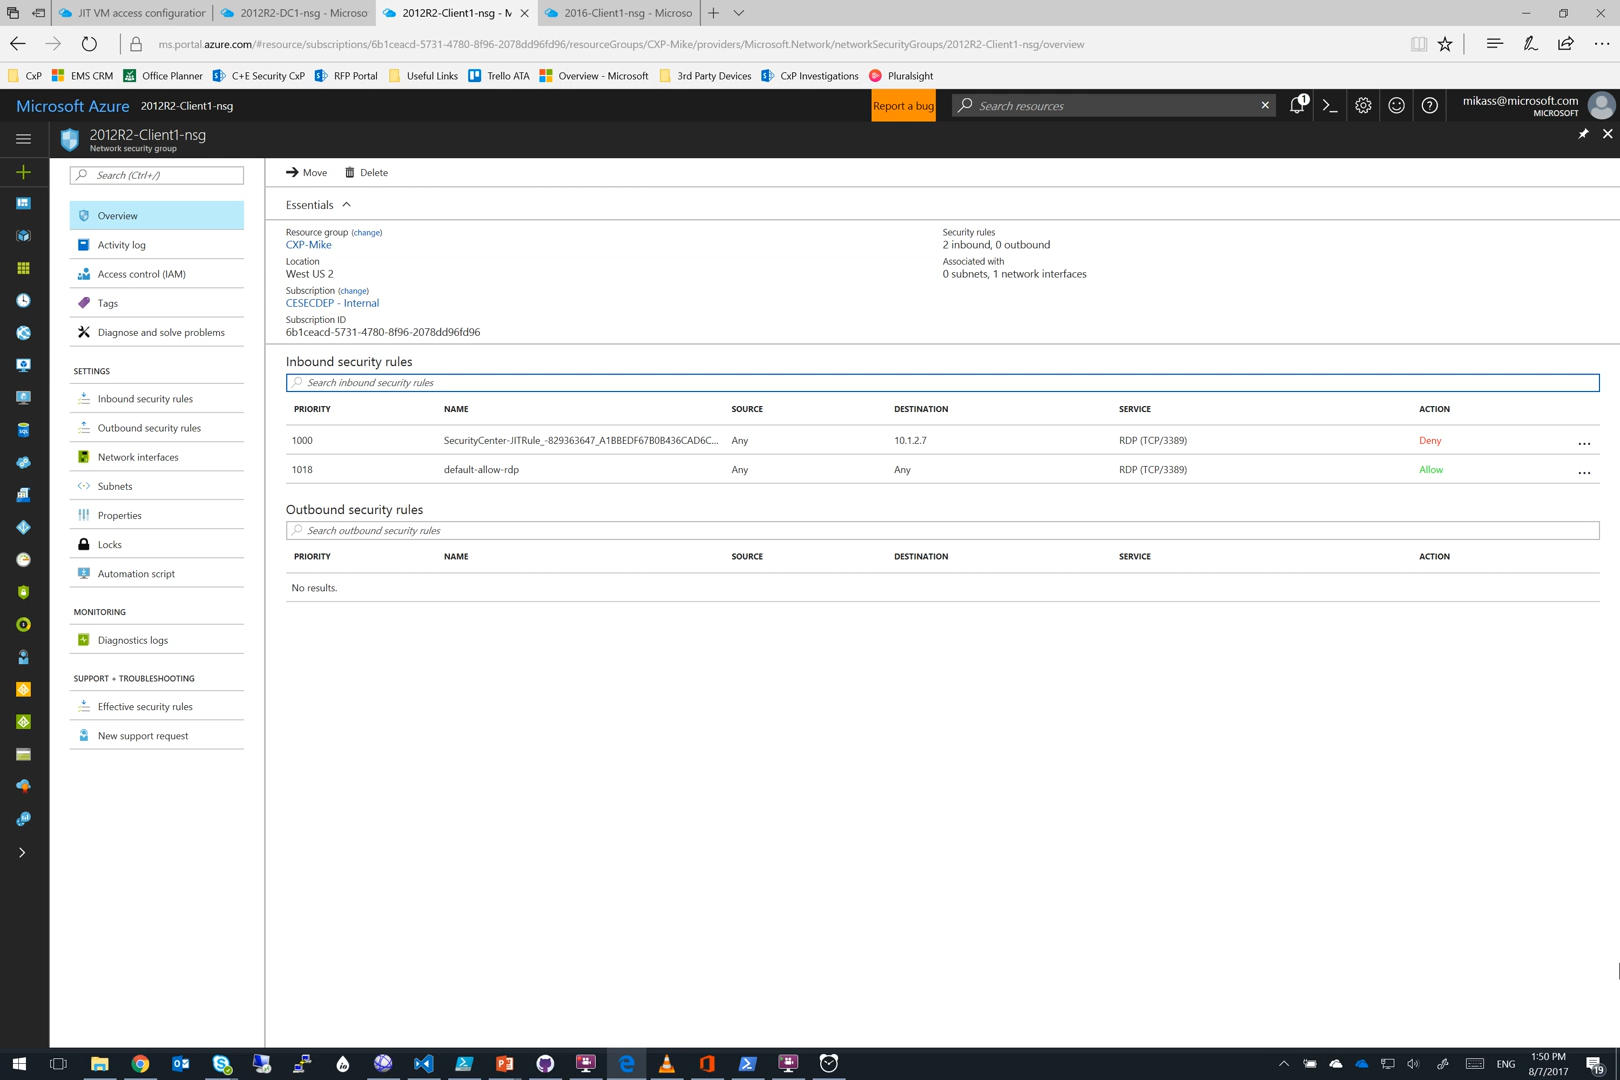 JIT VM access configuration
2012R2-DC1-nsg - Microso
2012R2-Client1-nsg - M
2016-Client1-nsg - Microso
ms.portal.azure.com/#resource/subscriptions/6b1ceacd-5731-4780-8f96-2078dd96fd96/resourceGroups/CXP-Mike/providers/Microsoft.Network/networkSecurityGroups/2012R2-Client1-nsg/overview
CxP EMS CRM Office Planner C+E Security CxP RFP Portal Useful Links Trello ATA Overview - Microsoft 3rd Party Devices CxP Investigations Pluralsight
Microsoft Azure 2012R2-Client1-nsg
Report a bug
Search resources
1
mikass@microsoft.com
MICROSOFT
2012R2-Client1-nsg
Network security group
Search (Ctrl+/)
Overview
Activity log
Access control (IAM)
Tags
Diagnose and solve problems
SETTINGS
Inbound security rules
Outbound security rules
Network interfaces
Subnets
Properties
Locks
Automation script
MONITORING
Diagnostics logs
SUPPORT + TROUBLESHOOTING
Effective security rules
New support request
Move Delete
Essentials
Resource group (change)
CXP-Mike
Location
West US 2
Subscription (change)
CESECDEP - Internal
Subscription ID
6b1ceacd-5731-4780-8f96-2078dd96fd96
Security rules
2 inbound, 0 outbound
Associated with
0 subnets, 1 network interfaces
Inbound security rules
Search inbound security rules
PRIORITY NAME SOURCE DESTINATION SERVICE ACTION
1000 SecurityCenter-JITRule_-829363647_A1BBEDF67B0B436CAD6C... Any 10.1.2.7 RDP (TCP/3389) Deny ...
1018 default-allow-rdp Any Any RDP (TCP/3389) Allow ...
Outbound security rules
Search outbound security rules
PRIORITY NAME SOURCE DESTINATION SERVICE ACTION
No results.
ENG
1:50 PM
8/7/2017
19